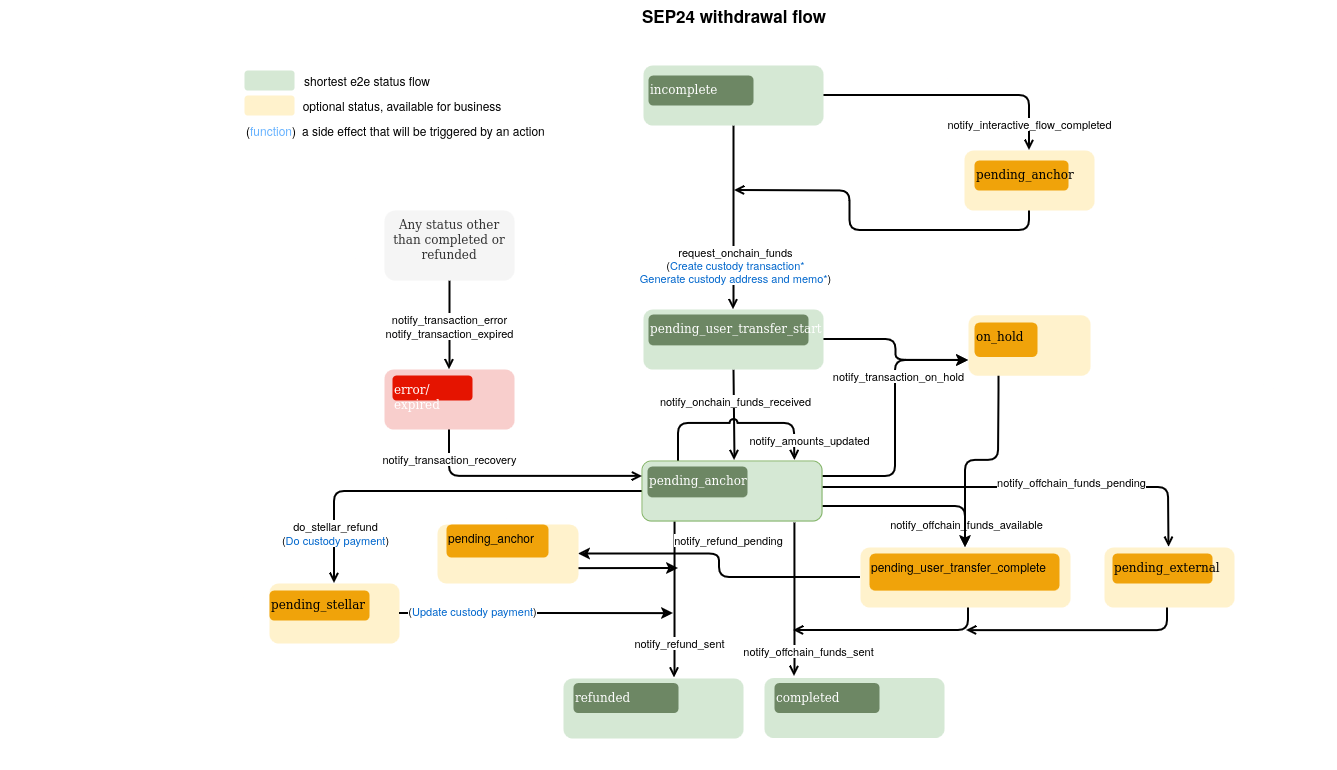 SEP24 withdrawal flow
shortest e2e status flow
optional status, available for business
(function) a side effect that will be triggered by an action
incomplete
notify_interactive_flow_completed
pending_anchor
Any status other
than completed or
refunded
request_onchain_funds
(Create custody transaction*
Generate custody address and memo*)
notify_transaction_error
notify_transaction_expired
pending_user_transfer_start
on_hold
notify_transaction_on_hold
error/
expired
notify_onchain_funds_received
notify_amounts_updated
notify_transaction_recovery
pending_anchor
notify_offchain_funds_pending
do_stellar_refund
(Do custody payment)
notify_offchain_funds_available
pending_anchor
notify_refund_pending
pending_user_transfer_complete
pending_external
pending_stellar
(Update custody payment)
notify_refund_sent
notify_offchain_funds_sent
refunded
completed